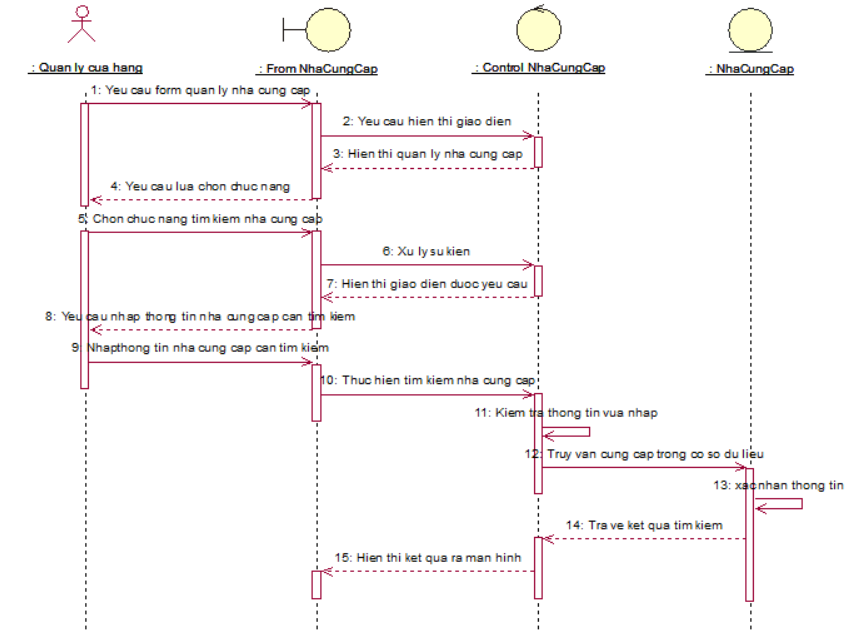 : Quan ly cua hang
: From NhaCungCap
: Control NhaCungCap
: NhaCungCap
1: Yeu cau form quan ly nha cung cap
2: Yeu cau hien thi giao dien
3: Hien thi quan ly nha cung cap
4: Yeu cau lua chon chuc nang
5: Chon chuc nang tim kiem nha cung cap
6: Xu ly su kien
7: Hien thi giao dien duoc yeu cau
8: Yeu cau nhap thong tin nha cung cap can tim kiem
9: Nhap thong tin nha cung cap can tim kiem
10: Thuc hien tim kiem nha cung cap
11: Kiem tra thong tin vua nhap
12: Truy van cung cap trong co so du lieu
13: xac nhan thong tin
14: Tra ve ket qua tim kiem
15: Hien thi ket qua ra man hinh